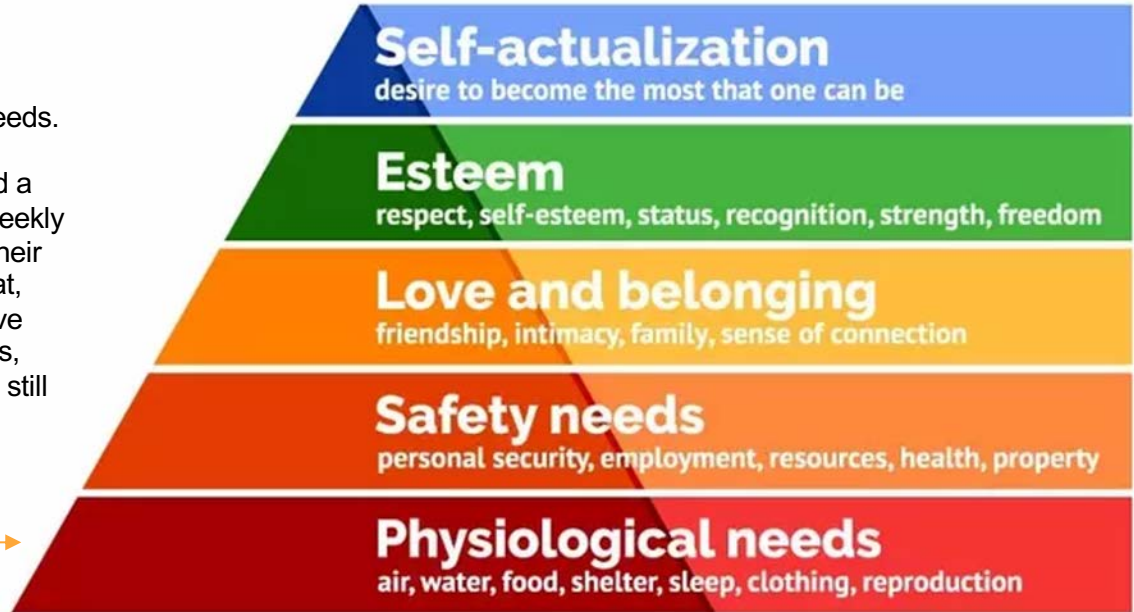 eeds.
d a
eekly
heir
at,
ve
s,
still
Self-actualization
desire to become the most that one can be
Esteem
respect, self-esteem, status, recognition, strength, freedom
Love and belonging
friendship, intimacy, family, sense of connection
Safety needs
personal security, employment, resources, health, property
Physiological needs
air, water, food, shelter, sleep, clothing, reproduction